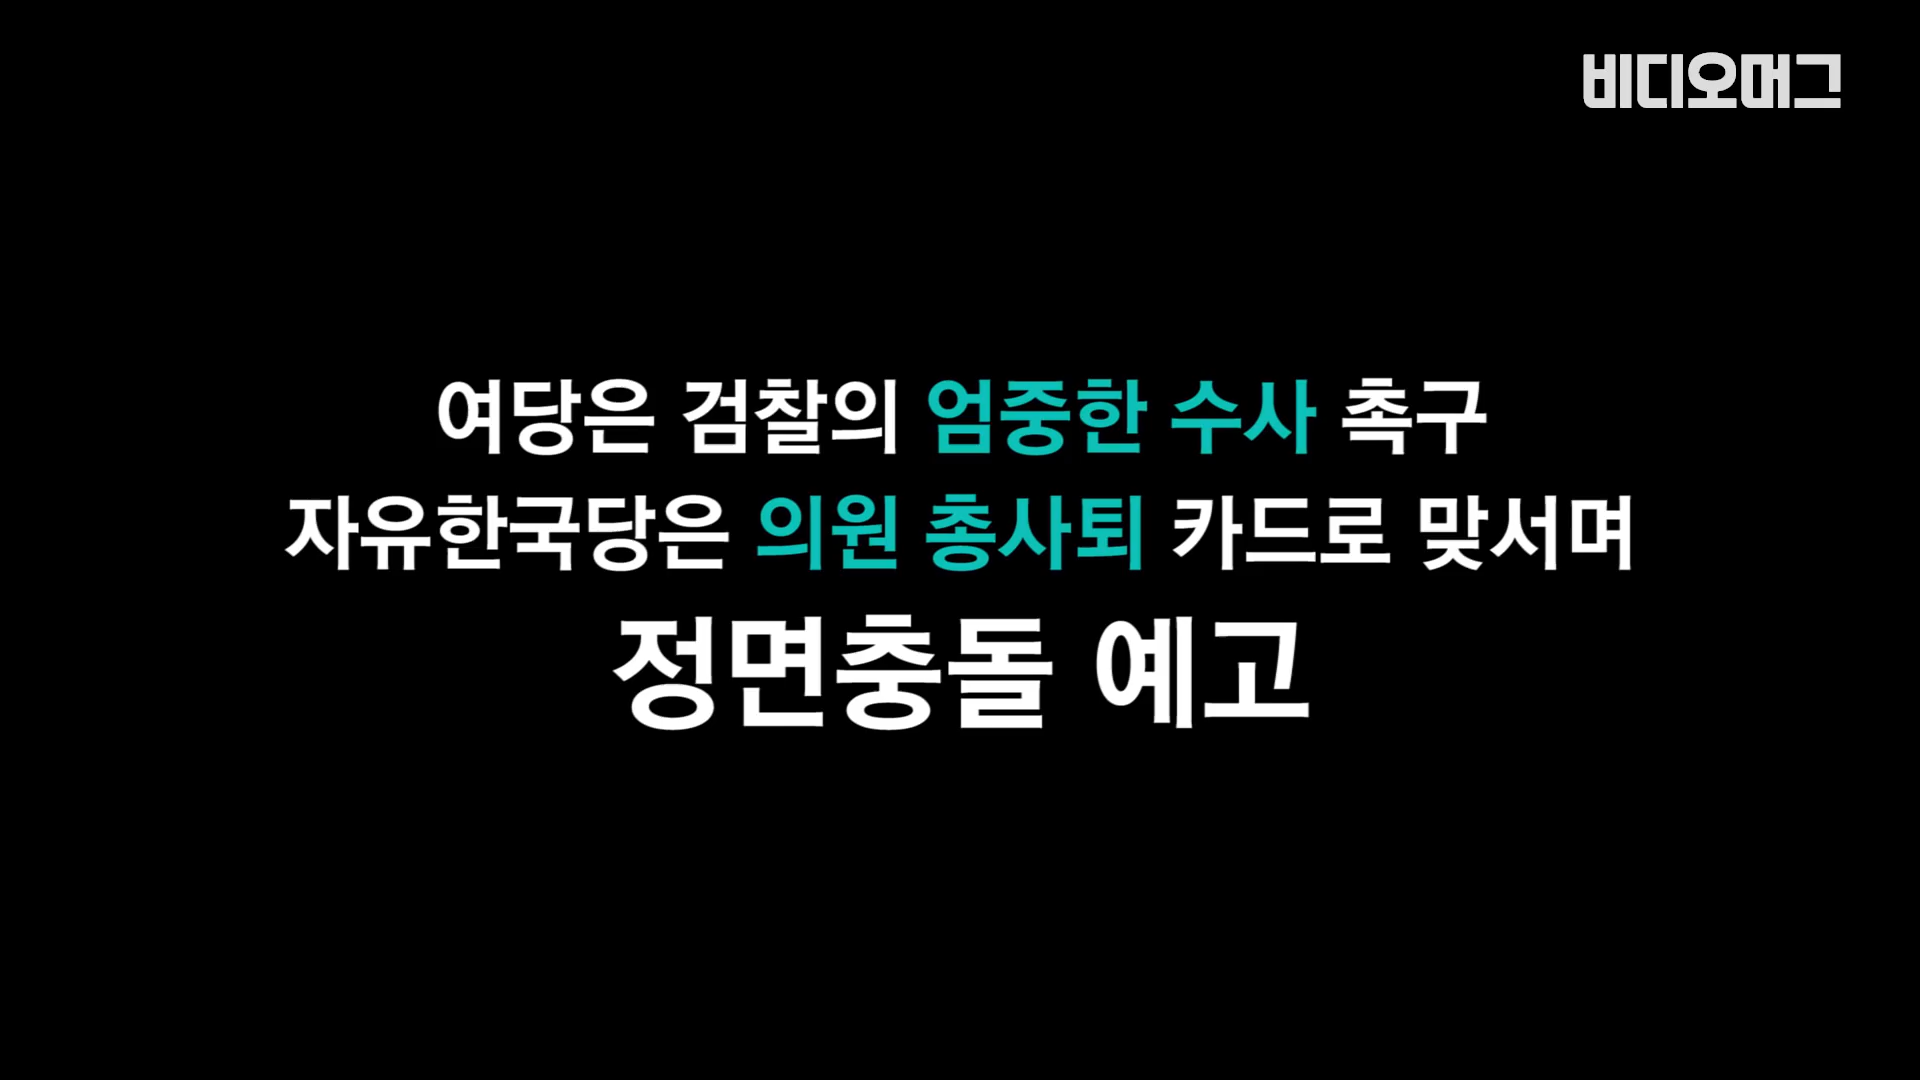 비디오머그
여당은 검찰의 엄중한 수사 촉구
자유한국당은 의원 총사퇴 카드로 맞서며
정면충돌 예고